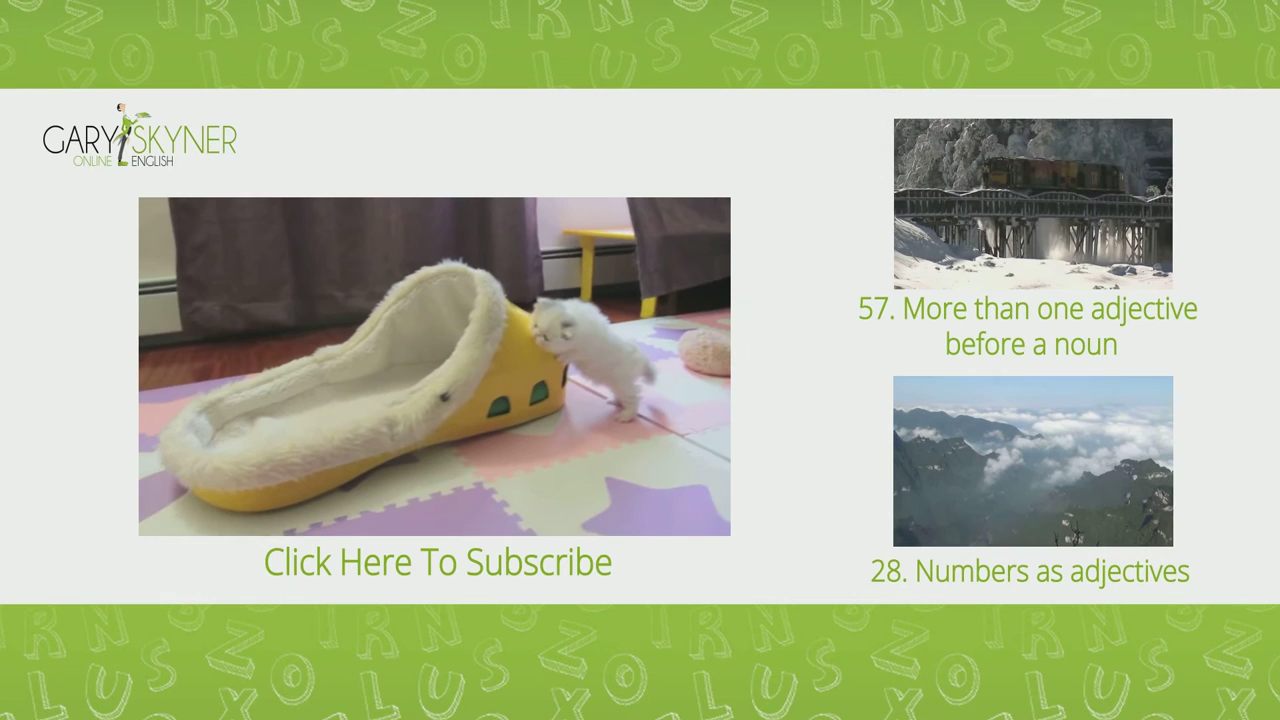 GARY SKYNER
ONLINE ENGLISH
Click Here To Subscribe
57. More than one adjective
before a noun
28. Numbers as adjectives